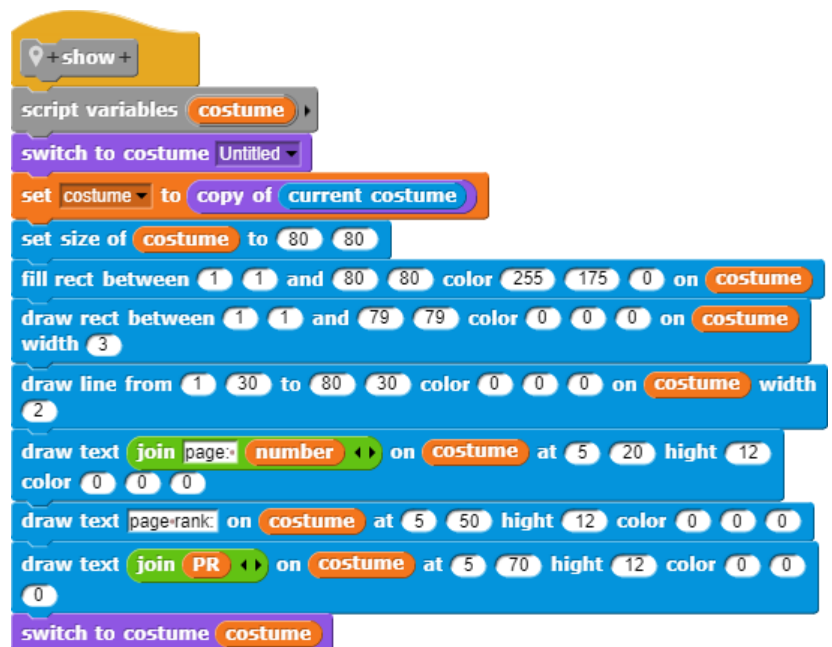 +show+
script variables costume
switch to costume Untitled
set costume to copy of current costume
set size of costume to 80 80
fill rect between 1 1 and 80 80 color 255 175 0 on costume
draw rect between 1 1 and 79 79 color 0 0 0 on costume
width 3
draw line from 1 30 to 80 30 color 0 0 0 on costume width
2
draw text join page: number on costume at 5 20 hight 12
color 0 0 0
draw text page rank: on costume at 5 50 hight 12 color 0 0 0
draw text join PR on costume at 5 70 hight 12 color 0 0
0
switch to costume costume